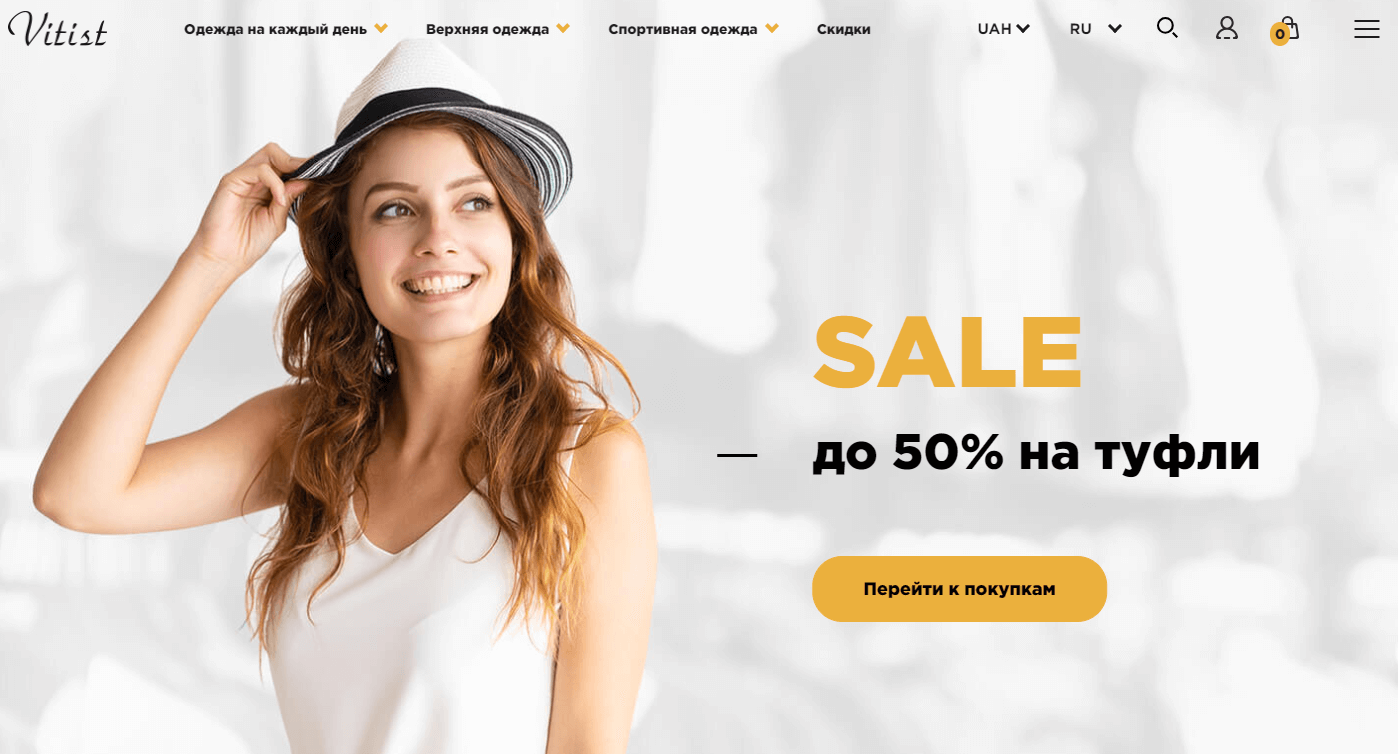 Vitist
Одежда на каждый день
Верхняя одежда
Спортивная одежда
Скидки
UAH
RU
0
SALE
до 50% на туфли
Перейти к покупкам